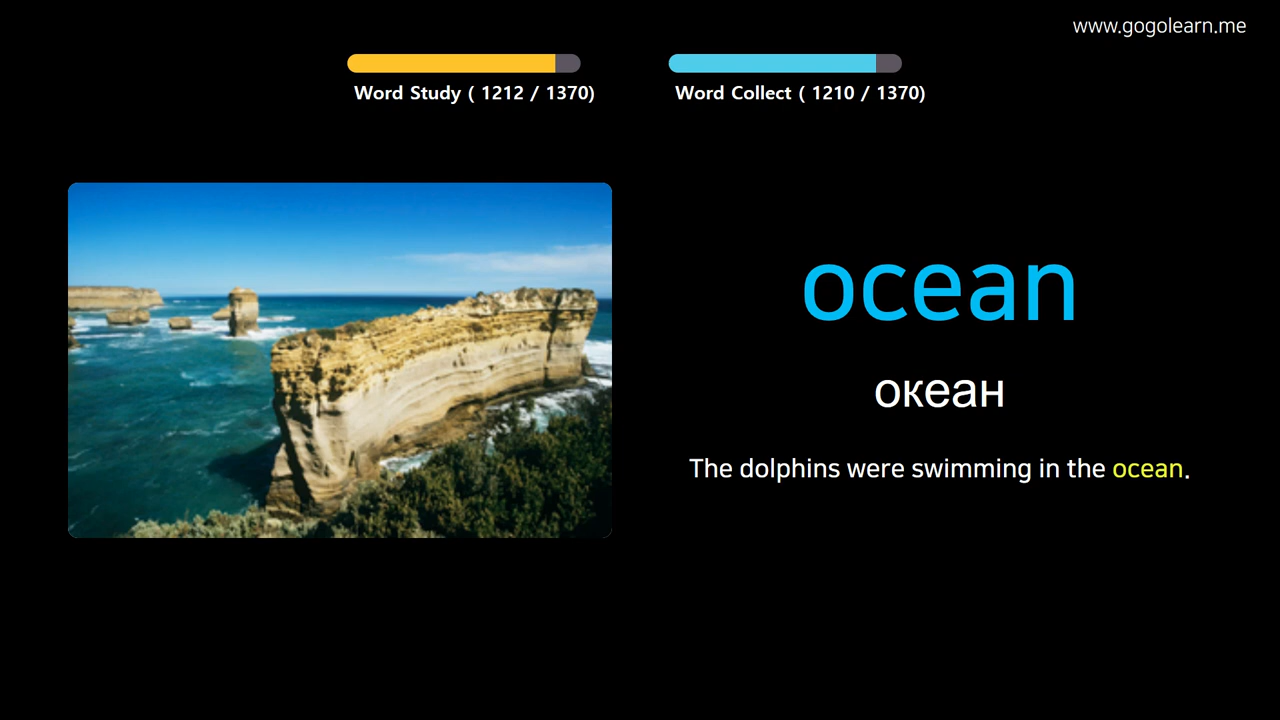 www.gogolearn.me
Word Study ( 1212 / 1370)
Word Collect ( 1210 / 1370)
ocean
океан
The dolphins were swimming in the ocean.